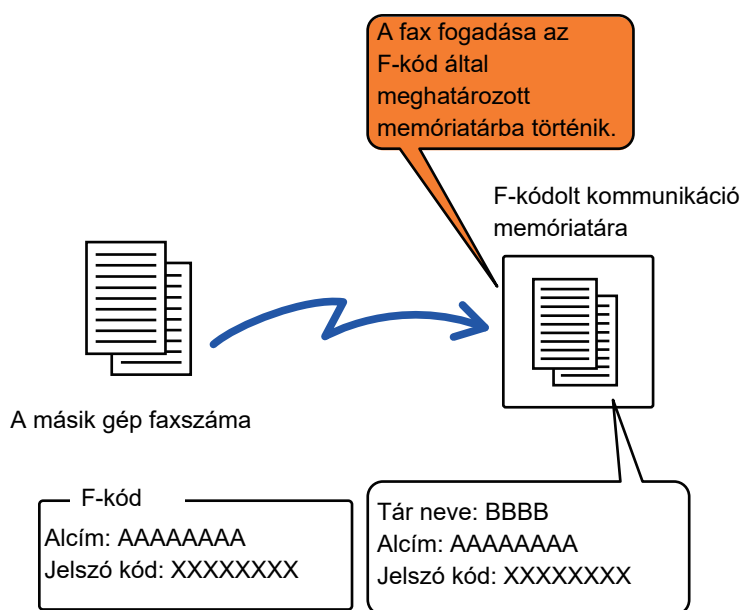 A fax fogadása az
F-kód által
meghatározott
memóriatárba történik.
F-kódolt kommunikáció
memóriatára
A másik gép faxszáma
F-kód
Alcím: AAAAAAAA
Jelszó kód: XXXXXXXX
Tár neve: BBBB
Alcím: AAAAAAAA
Jelszó kód: XXXXXXXX